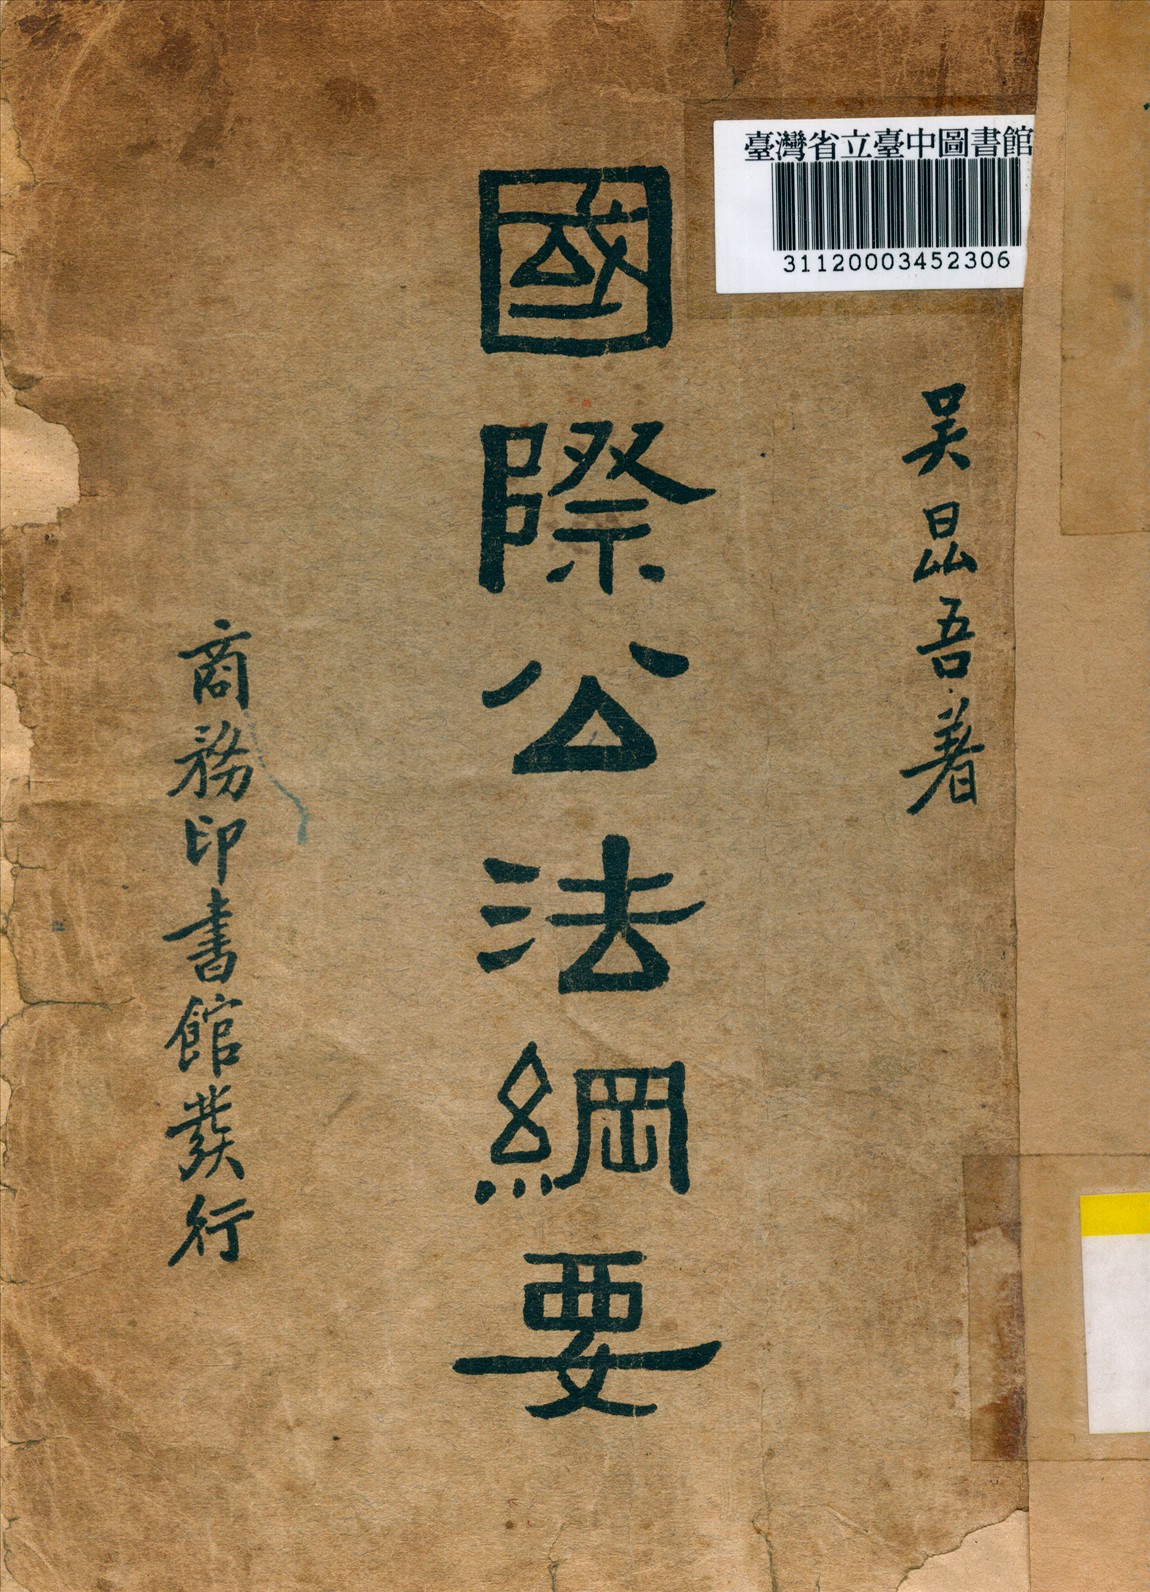 臺灣省立臺中圖書館
31120003452306
吳昆吾著
國際公法綱要
商務印書館發行